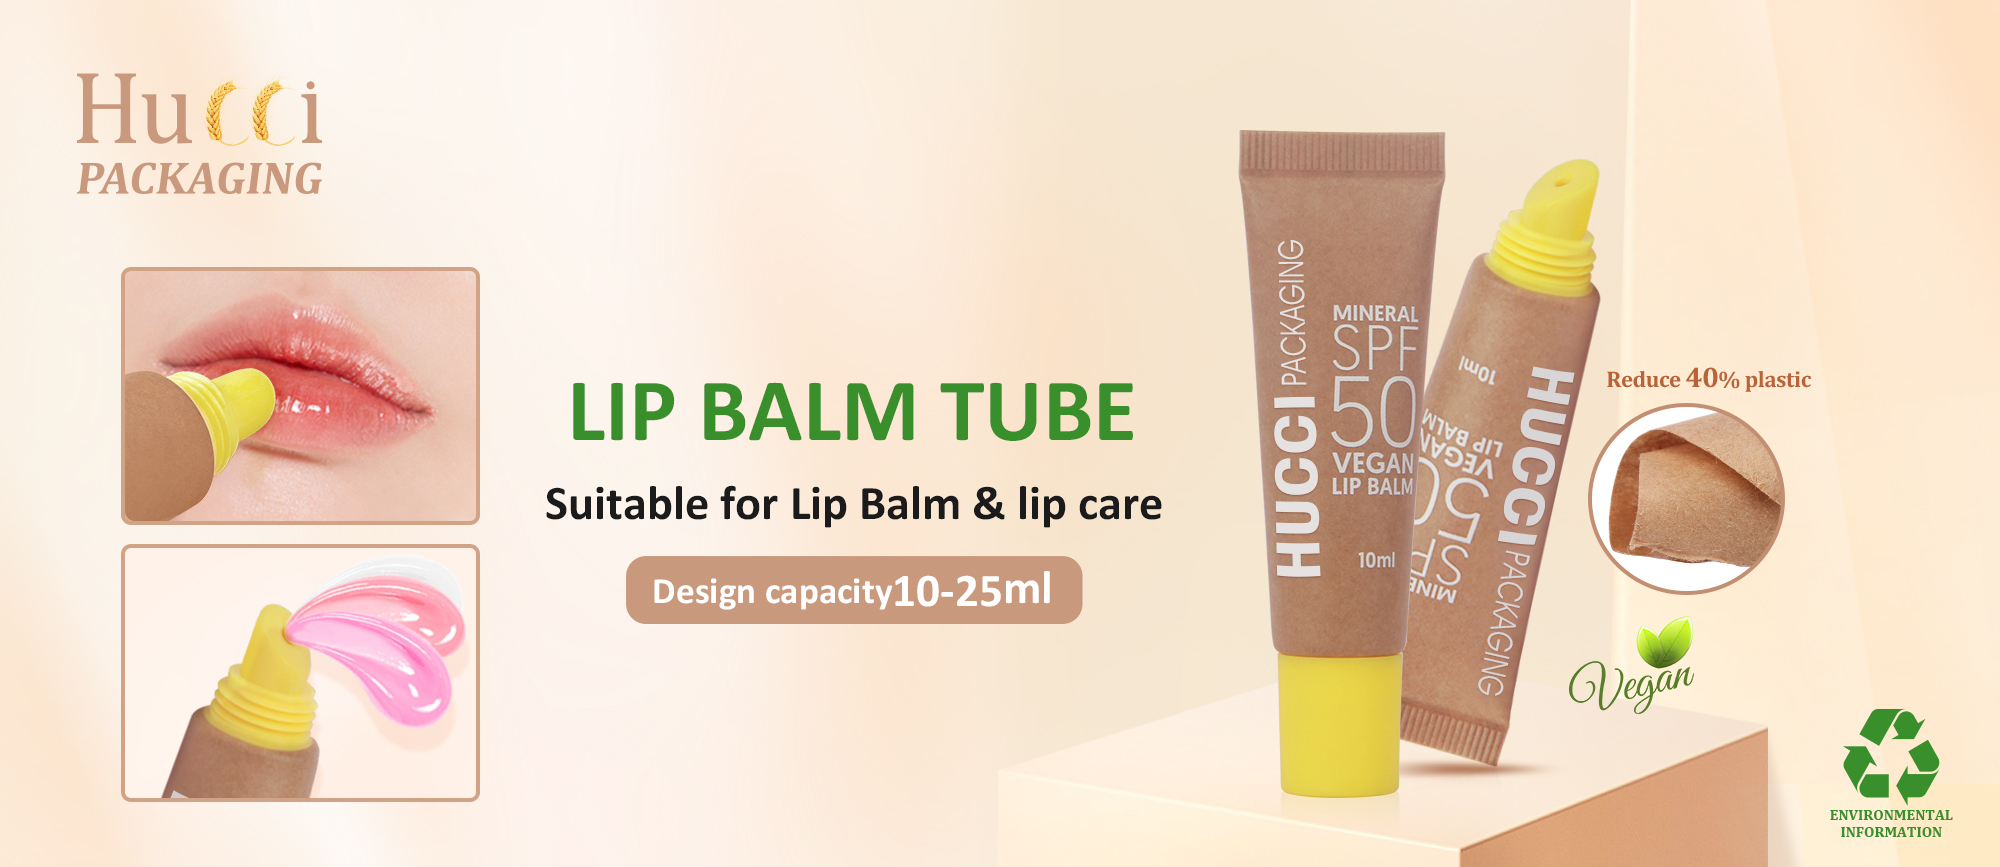 Hucci
PACKAGING
LIP BALM TUBE
Suitable for Lip Balm & lip care
Design capacity10-25ml
HUCCI PACKAGING
MINERAL
SPF
50
VEGAN
LIP BALM
10ml
HUCCI PACKAGING
MINE
SPF
50
VEGAN
LIP BALM
10ml
Reduce 40% plastic
Vegan
ENVIRONMENTAL
INFORMATION